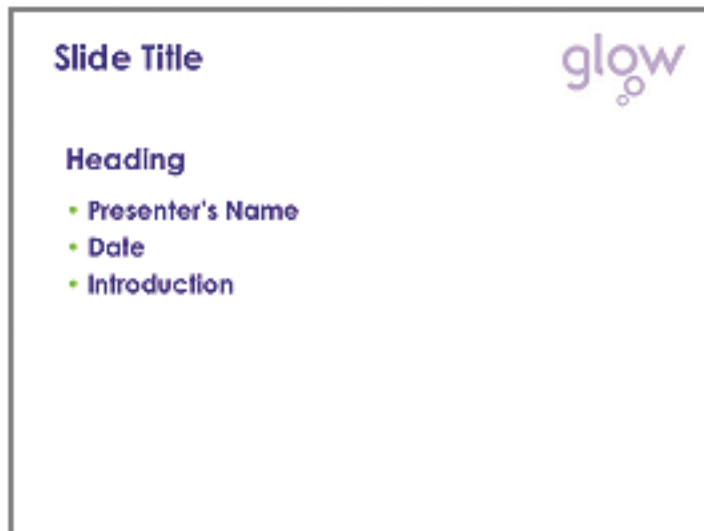 Slide Title
glow
Heading
• Presenter's Name
• Date
• Introduction